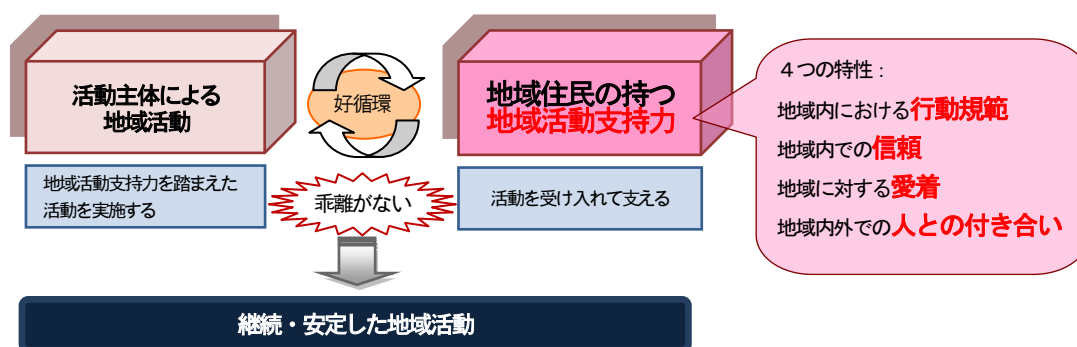 活動主体による
地域活動
好循環
地域住民の持つ
地域活動支持力
地域活動支持力を踏まえた
活動を実施する
乖離がない
活動を受け入れて支える
4つの特性：
地域内における行動規範
地域内での信頼
地域に対する愛着
地域内外での人との付き合い
継続・安定した地域活動